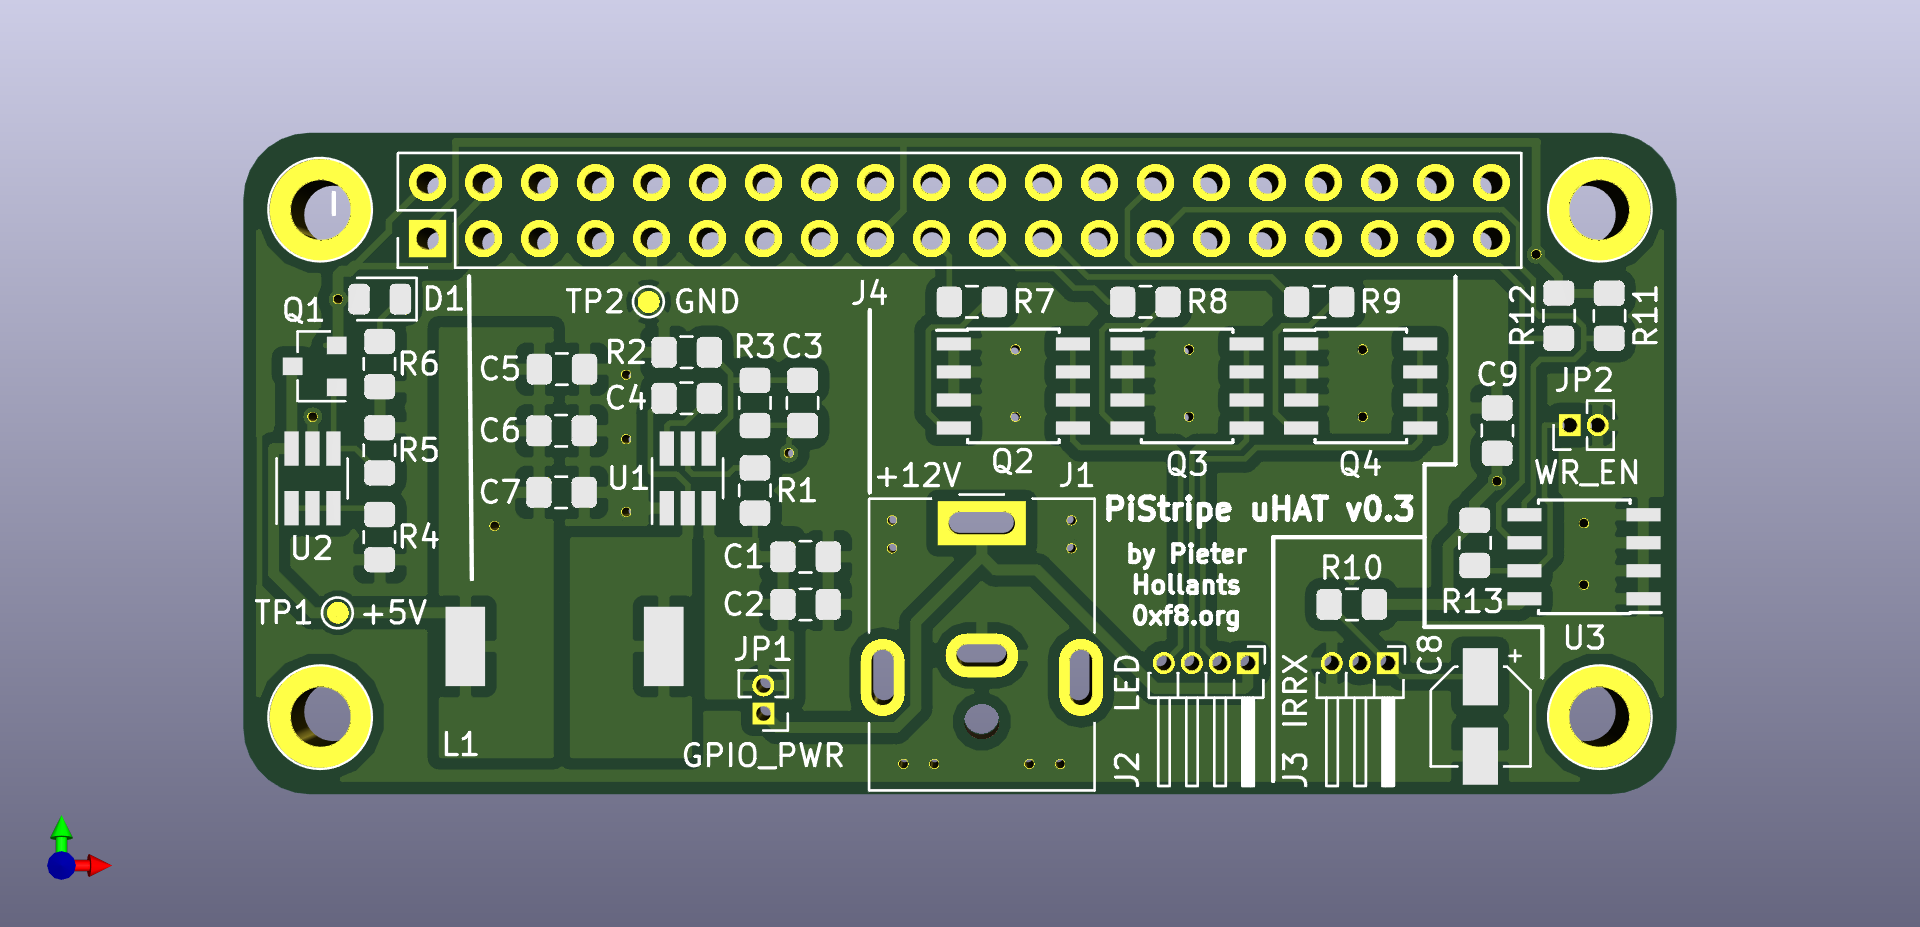 J4
D1
Q1
TP2 GND
R7
R8
R9
R12
R11
R6
C5
R2
R3 C3
C4
C9
JP2
R5
C6
U1
C7
R1
+12V
J1
Q2
Q3
Q4
WR_EN
PiStripe uHAT v0.3
by Pieter
Hollants
0xf8.org
U2
R4
C1
C2
R10
R13
U3
TP1 +5V
JP1
LED
IRRX
C8
+
L1
GPIO_PWR
J2
J3